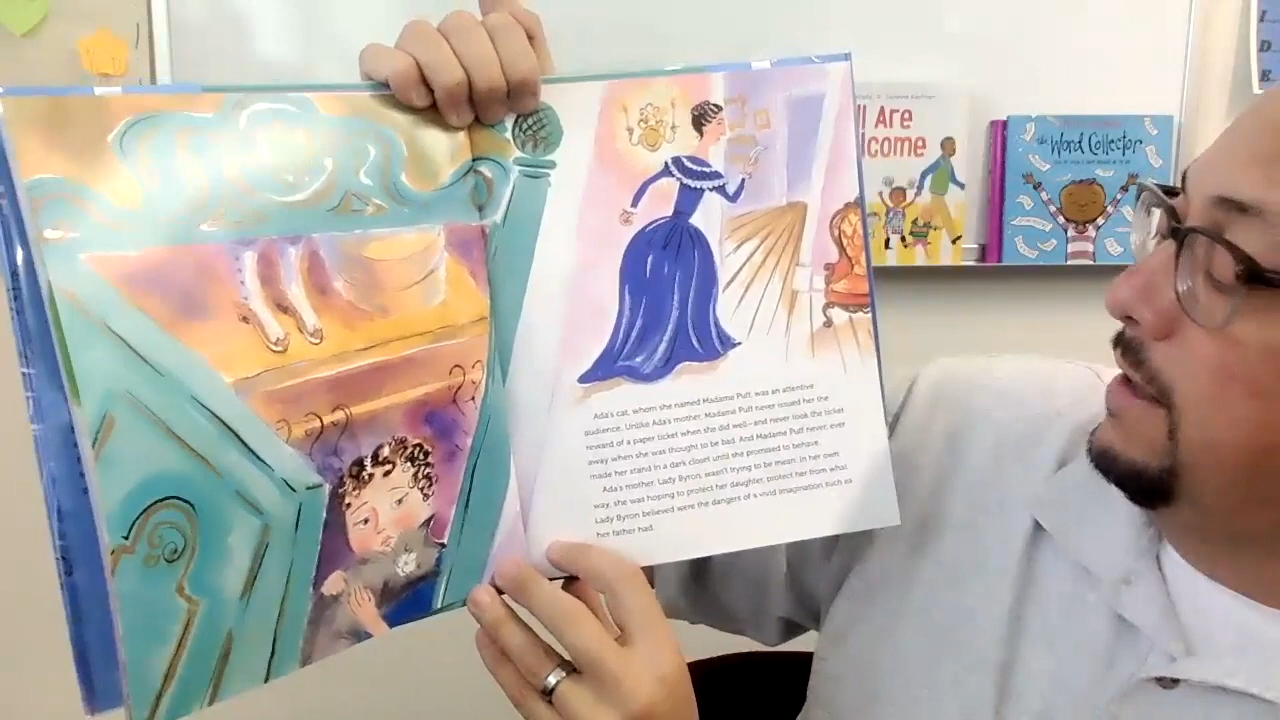 Ada's cat, whom she named Madame Puff, was an attentive
audience. Unlike Ada's mother, Madame Puff never issued her the
reward of a paper ticket when she did well—and never took the ticket
away when she was thought to be bad. And Madame Puff never, ever
made her stand in a dark closet until she promised to behave.
Ada's mother, Lady Byron, wasn't trying to be mean. In her own
way, she was hoping to protect her daughter, protect her from what
Lady Byron believed were the dangers of a vivid imagination such as
her father had.
ll Are
lcome
the Word Collector
I
D
E